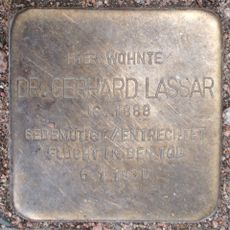 HIER WOHNTE
DR. GERHARD LASSAR
JG. 1888
GEDEMÜTIGT / ENTRECHTET
FLUCHT IN DEN TOD